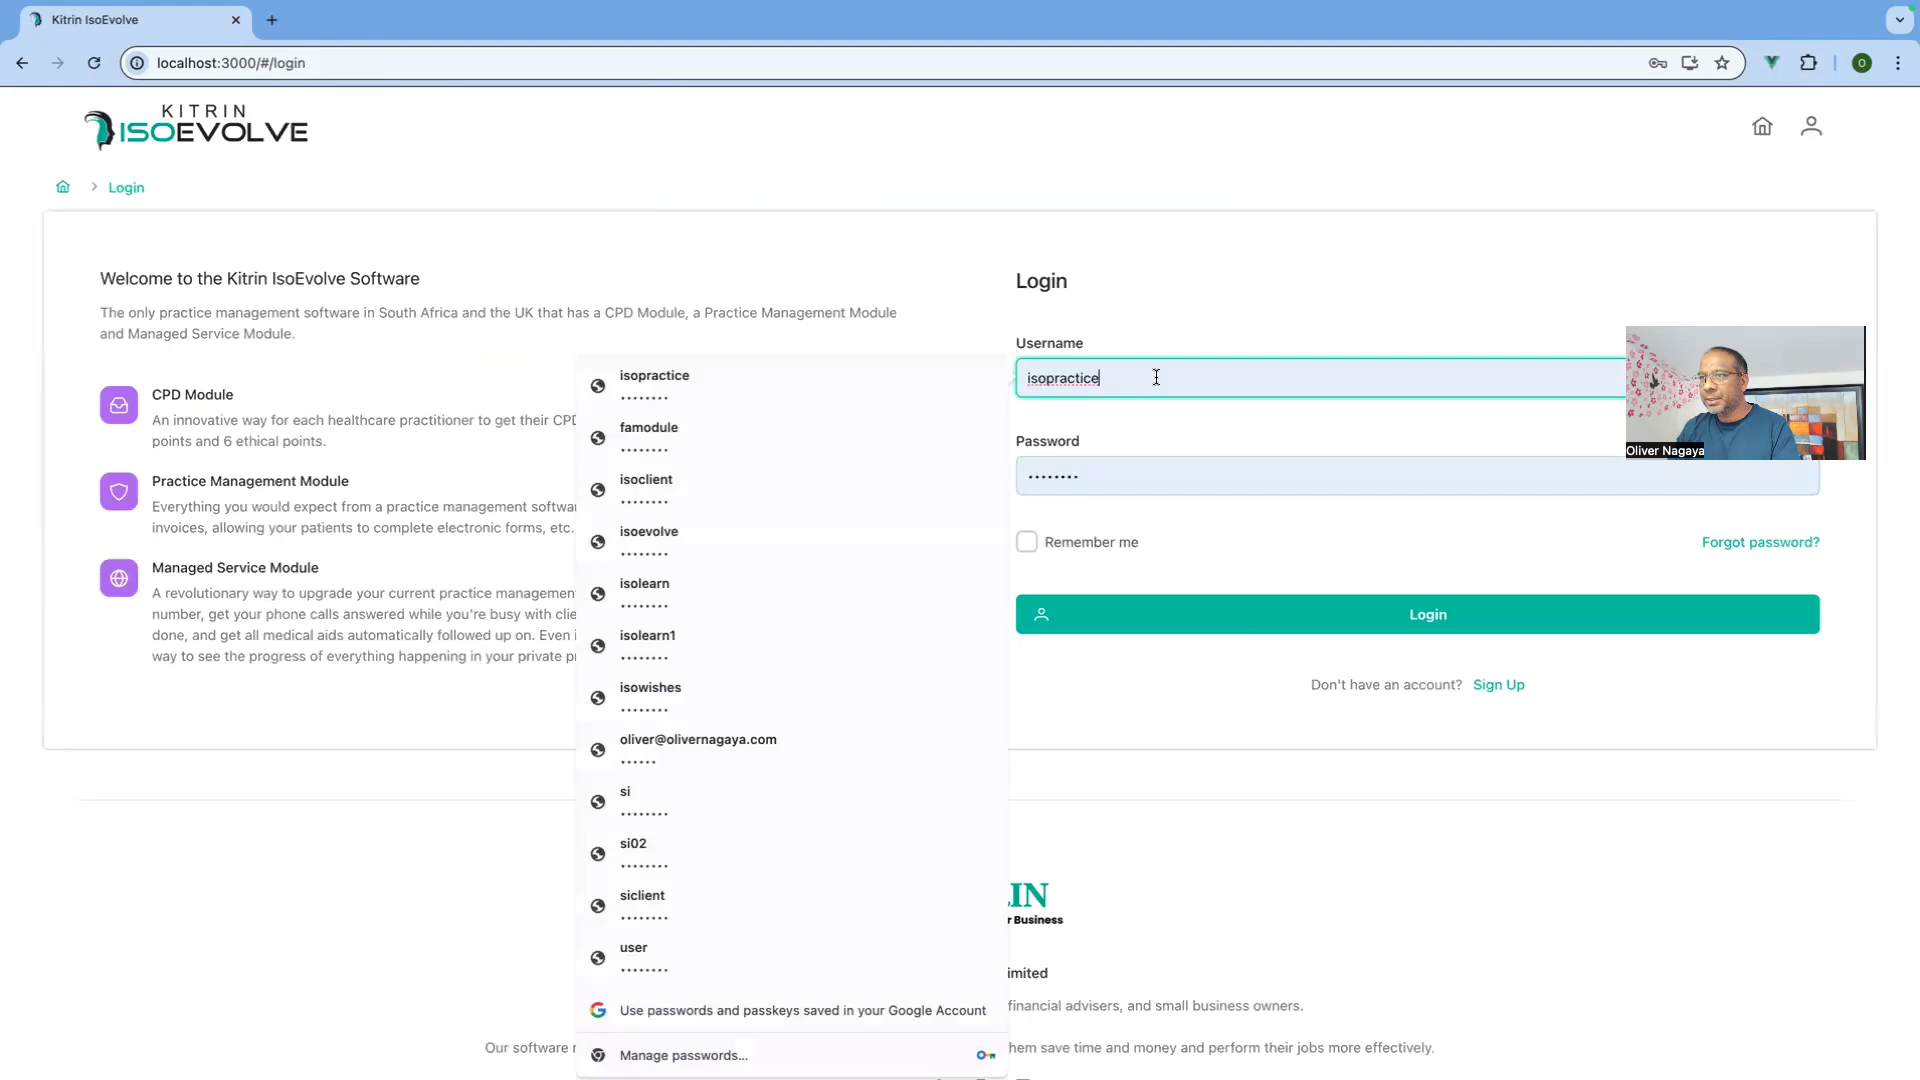 Kitrin IsoEvolve
localhost:3000/#/login
O
KITRIN
ISOEVOLVE
Login
Welcome to the Kitrin IsoEvolve Software
The only practice management software in South Africa and the UK that has a CPD Module, a Practice Management Module
and Managed Service Module.
CPD Module
An innovative way for each healthcare practitioner to get their CPD
points and 6 ethical points.
Practice Management Module
Everything you would expect from a practice management softwa
invoices, allowing your patients to complete electronic forms, etc.
Managed Service Module
A revolutionary way to upgrade your current practice management
number, get your phone calls answered while you're busy with clie
done, and get all medical aids automatically followed up on. Even i
way to see the progress of everything happening in your private p
isopractice
••••••••
famodule
••••••••
isoclient
••••••••
isoevolve
••••••••
isolearn
••••••••
isolearn1
••••••••
isowishes
••••••••
oliver@olivernagaya.com
••••••
si
••••••••
si02
••••••••
siclient
••••••••
user
••••••••
Use passwords and passkeys saved in your Google Account
Manage passwords...
Login
Username
isopractice
Password
••••••••
Remember me
Forgot password?
Login
Don't have an account? Sign Up
Oliver Nagaya
LIN
r Business
imited
financial advisers, and small business owners.
Our software
hem save time and money and perform their jobs more effectively.